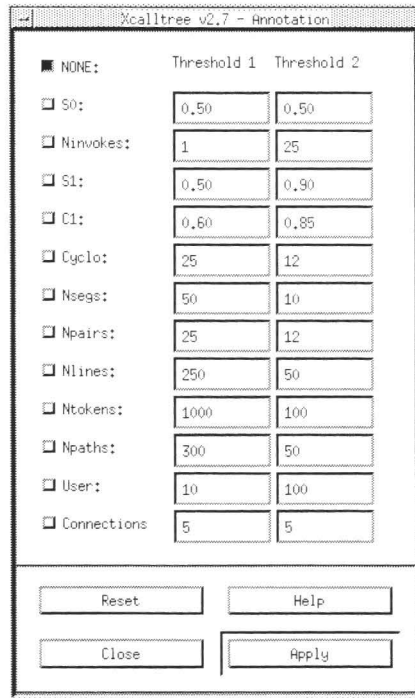 Xcalltree v2.7 - Annotation
NONE: Threshold 1 Threshold 2
S0: 0.50 0.50
Ninvokes: 1 25
S1: 0.50 0.90
C1: 0.60 0.85
Cyclo: 25 12
Nsegs: 50 10
Npairs: 25 12
Nlines: 250 50
Ntokens: 1000 100
Npaths: 300 50
User: 10 100
Connections 5 5
Reset Help
Close Apply